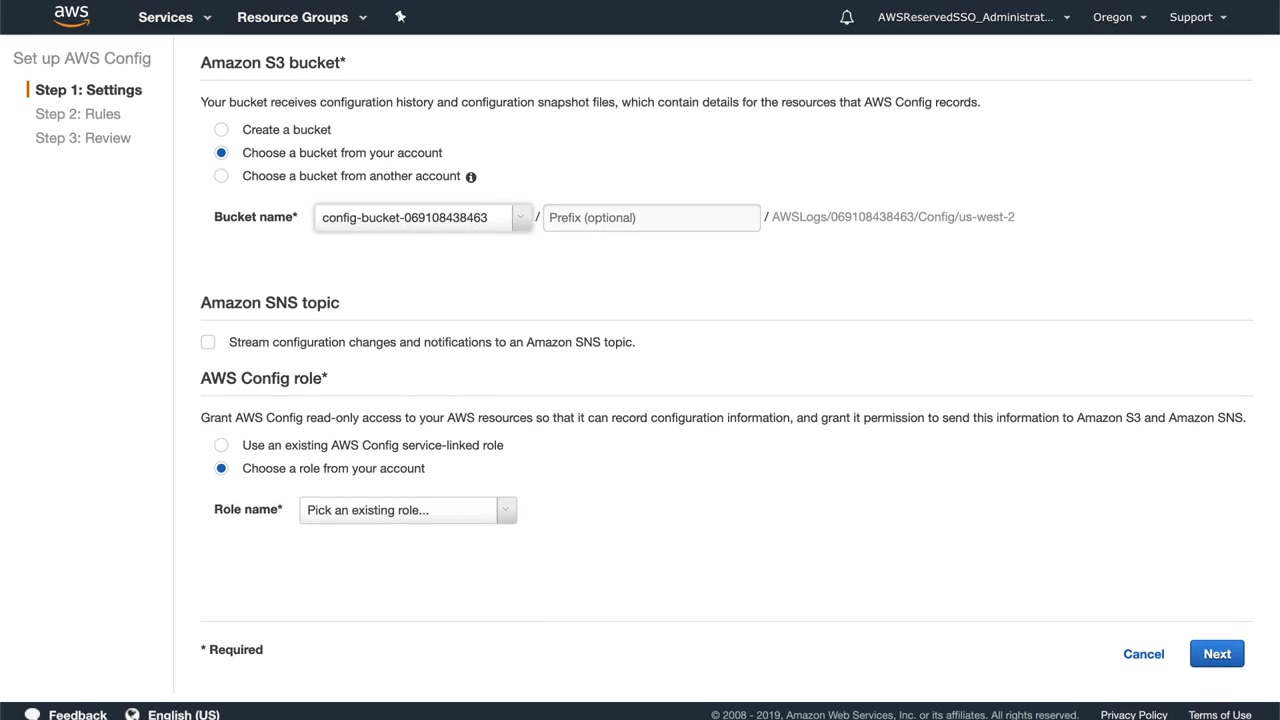 aws Services Resource Groups AWSReservedSSO_Administrat... Oregon Support
Set up AWS Config
Step 1: Settings
Step 2: Rules
Step 3: Review
Amazon S3 bucket*
Your bucket receives configuration history and configuration snapshot files, which contain details for the resources that AWS Config records.
Create a bucket
Choose a bucket from your account
Choose a bucket from another account
Bucket name* config-bucket-069108438463 / Prefix (optional) / AWSLogs/069108438463/Config/us-west-2
Amazon SNS topic
Stream configuration changes and notifications to an Amazon SNS topic.
AWS Config role*
Grant AWS Config read-only access to your AWS resources so that it can record configuration information, and grant it permission to send this information to Amazon S3 and Amazon SNS.
Use an existing AWS Config service-linked role
Choose a role from your account
Role name* Pick an existing role...
* Required
Cancel Next
Feedback English (US) © 2008 - 2019, Amazon Web Services, Inc. or its affiliates. All rights reserved. Privacy Policy Terms of Use